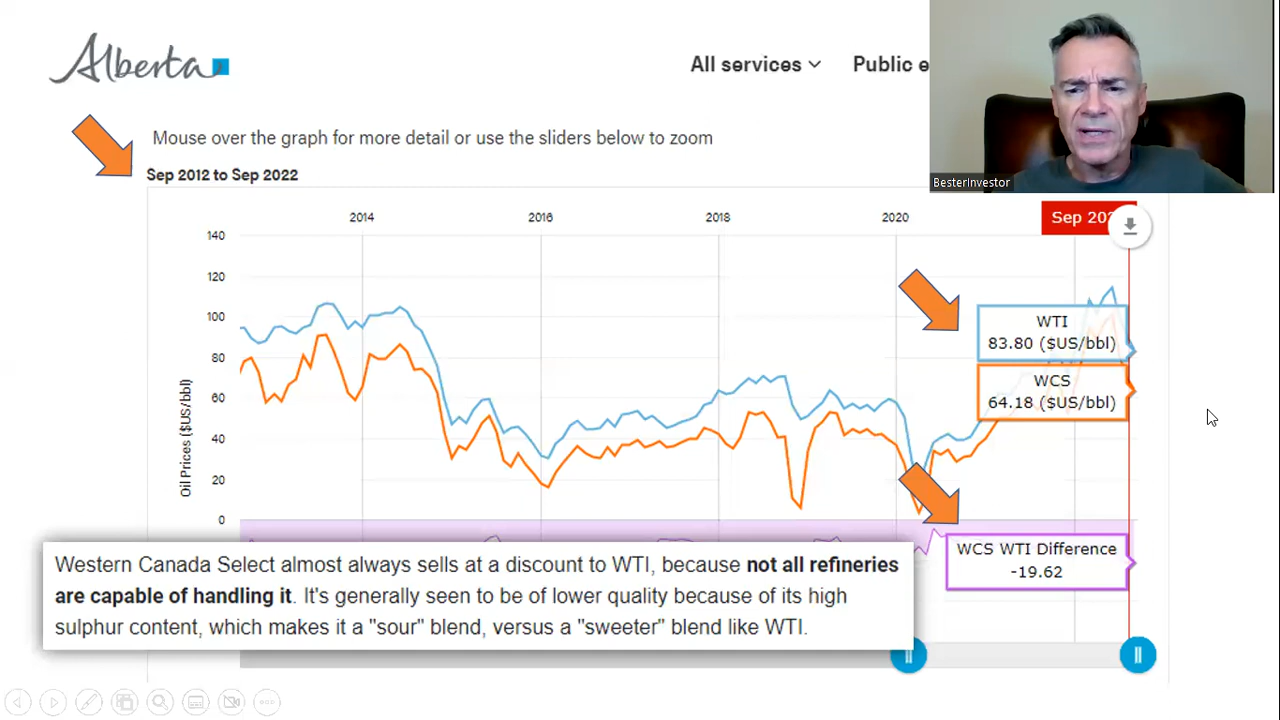 Alberta
All services
Public e
BesterInvestor
Mouse over the graph for more detail or use the sliders below to zoom
Sep 2012 to Sep 2022
2014 2016 2018 2020
Sep 20
140
120
100
80
60
40
20
0
Oil Prices ($US/bbl)
WTI
83.80 ($US/bbl)
WCS
64.18 ($US/bbl)
WCS WTI Difference
-19.62
Western Canada Select almost always sells at a discount to WTI, because not all refineries
are capable of handling it. It's generally seen to be of lower quality because of its high
sulphur content, which makes it a "sour" blend, versus a "sweeter" blend like WTI.